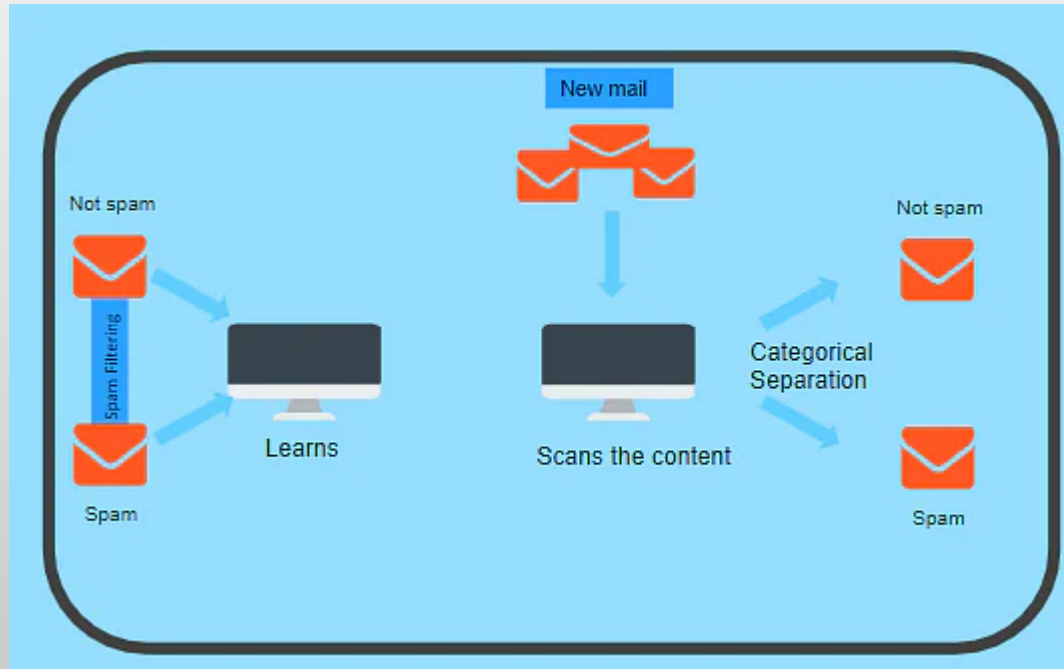 New mail
Not spam
Spam Filtering
Spam
Learns
Scans the content
Categorical
Separation
Not spam
Spam